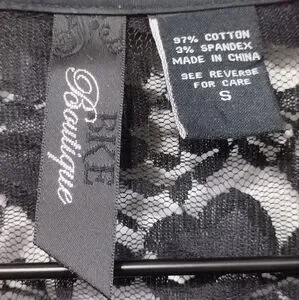 97% COTTON
3% SPANDEX
MADE IN CHINA
SEE REVERSE
FOR CARE
S
BKE
Boutique